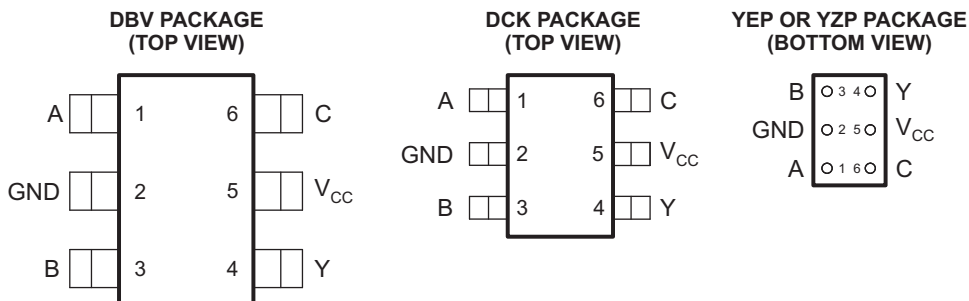 DBV PACKAGE
(TOP VIEW)
A 1 6 C
GND 2 5 VCC
B 3 4 Y
DCK PACKAGE
(TOP VIEW)
A 1 6 C
GND 2 5 VCC
B 3 4 Y
YEP OR YZP PACKAGE
(BOTTOM VIEW)
B 3 4 Y
GND 2 5 VCC
A 1 6 C